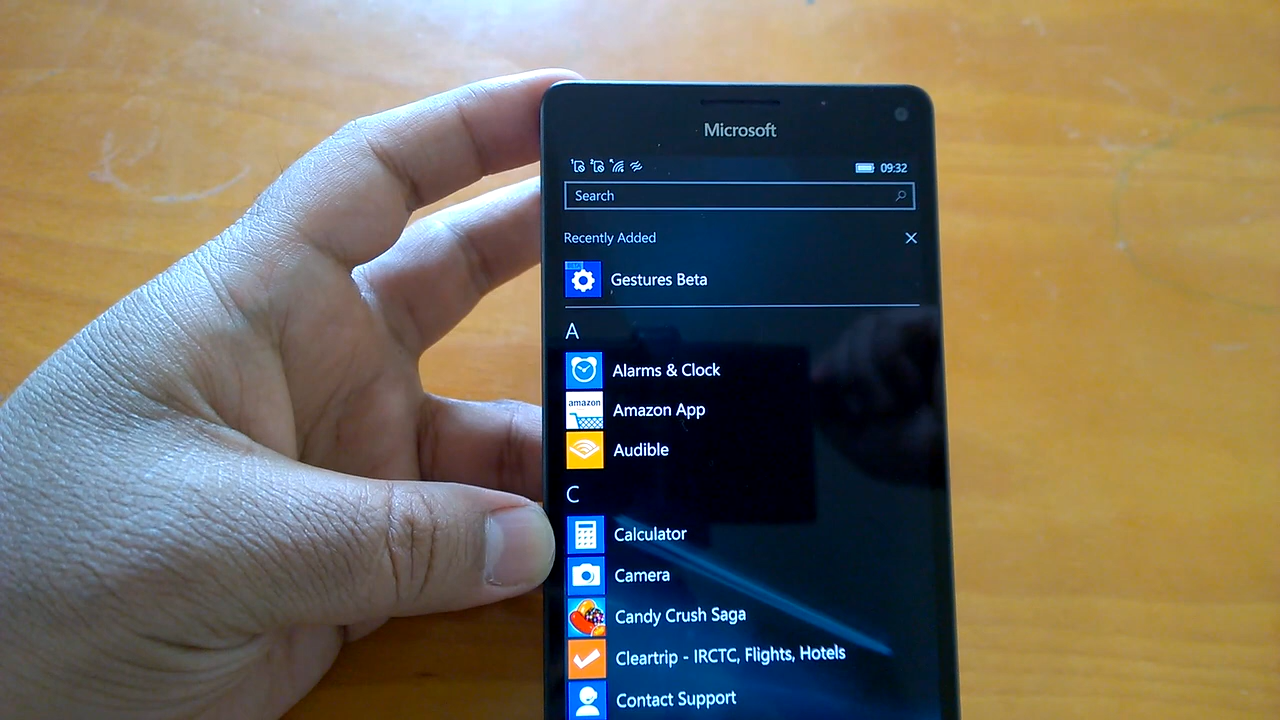 Microsoft
09:32
Search
Recently Added
Gestures Beta
A
Alarms & Clock
amazon
Amazon App
Audible
C
Calculator
Camera
Candy Crush Saga
Cleartrip - IRCTC, Flights, Hotels
Contact Support